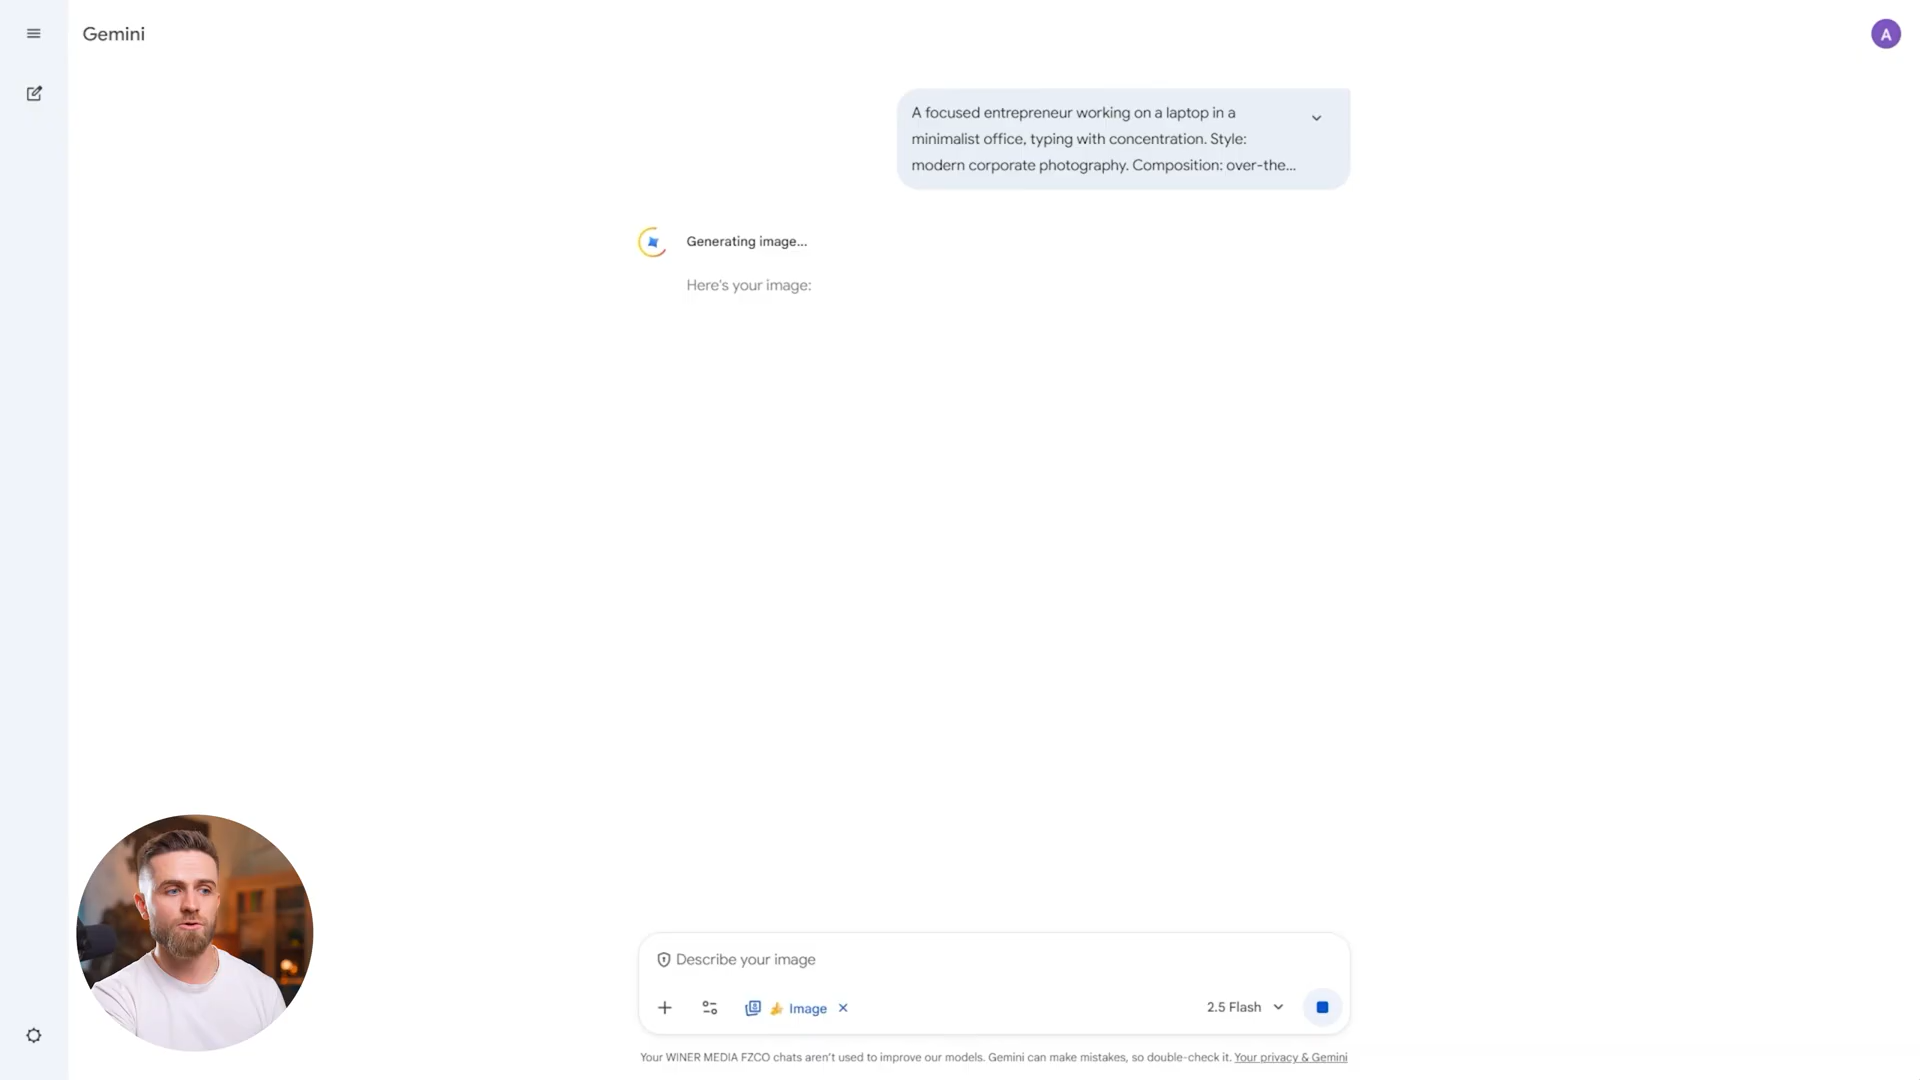 Gemini
A
A focused entrepreneur working on a laptop in a
minimalist office, typing with concentration. Style:
modern corporate photography. Composition: over-the...
Generating image...
Here's your image:
Describe your image
Image
2.5 Flash
Your WINER MEDIA FZCO chats aren't used to improve our models. Gemini can make mistakes, so double-check it. Your privacy & Gemini